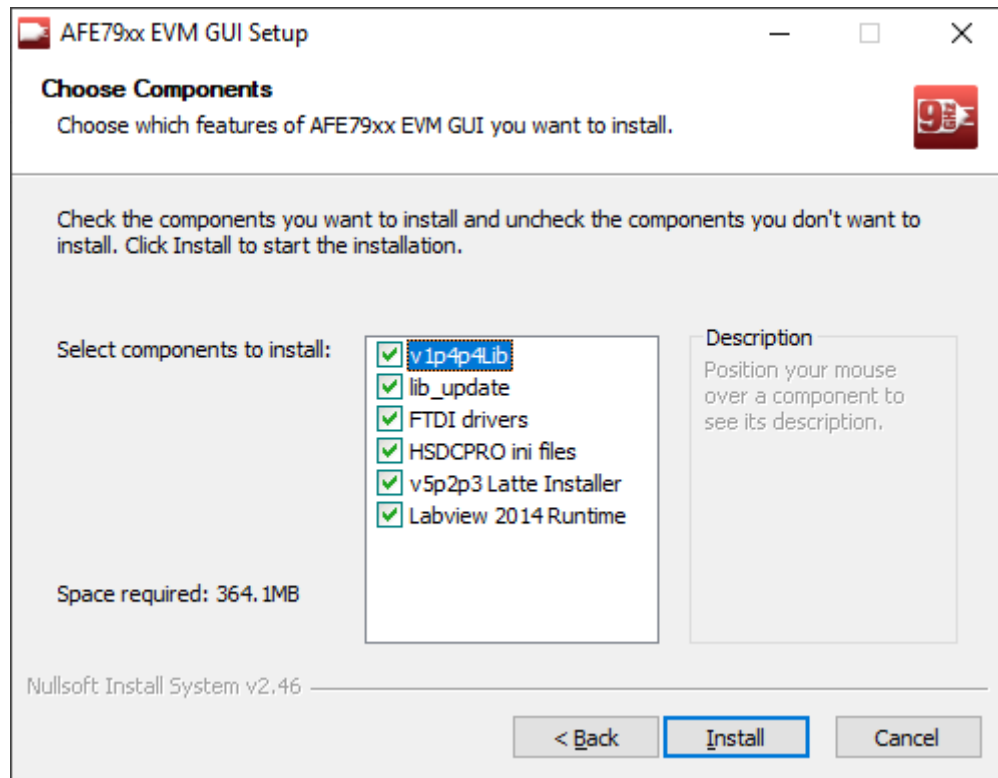 AFE79xx EVM GUI Setup
Choose Components
Choose which features of AFE79xx EVM GUI you want to install.
9 GHz
Check the components you want to install and uncheck the components you don't want to
install. Click Install to start the installation.
Select components to install:
v1p4p4Lib
lib_update
FTDI drivers
HSDCPRO ini files
v5p2p3 Latte Installer
Labview 2014 Runtime
Description
Position your mouse
over a component to
see its description.
Space required: 364.1MB
Nullsoft Install System v2.46
< Back
Install
Cancel